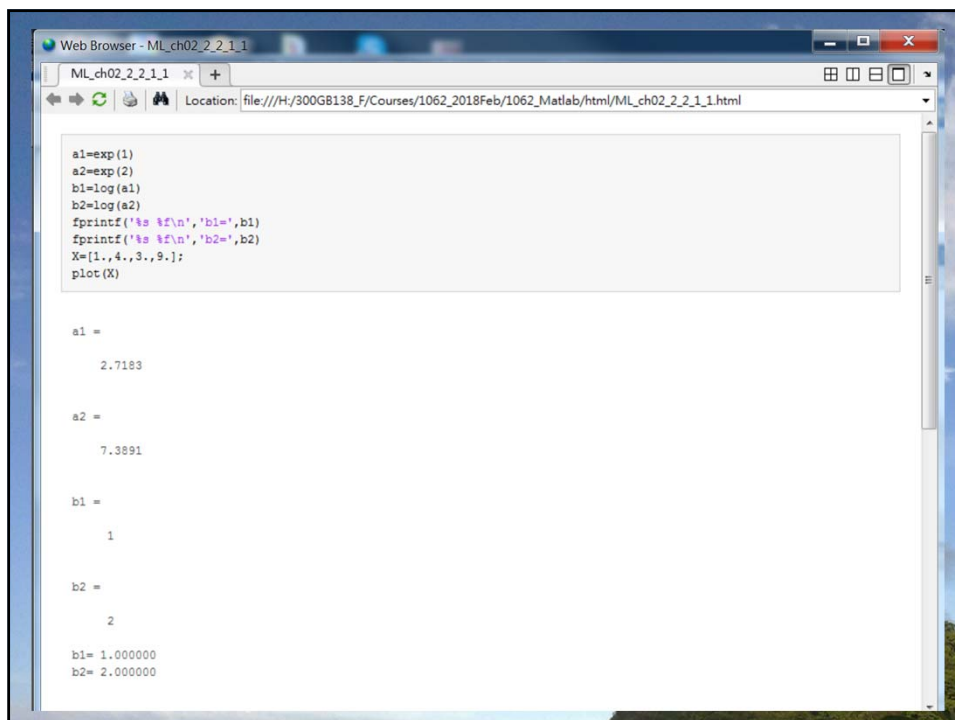 Web Browser - ML_ch02_2_2_1_1
ML_ch02_2_2_1_1
Location: file:///H:/300GB138_F/Courses/1062_2018Feb/1062_Matlab/html/ML_ch02_2_2_1_1.html
a1=exp(1)
a2=exp(2)
b1=log(a1)
b2=log(a2)
fprintf('%s %f\n','b1=',b1)
fprintf('%s %f\n','b2=',b2)
X=[1.,4.,3.,9.];
plot(X)
a1 =
2.7183
a2 =
7.3891
b1 =
1
b2 =
2
b1= 1.000000
b2= 2.000000